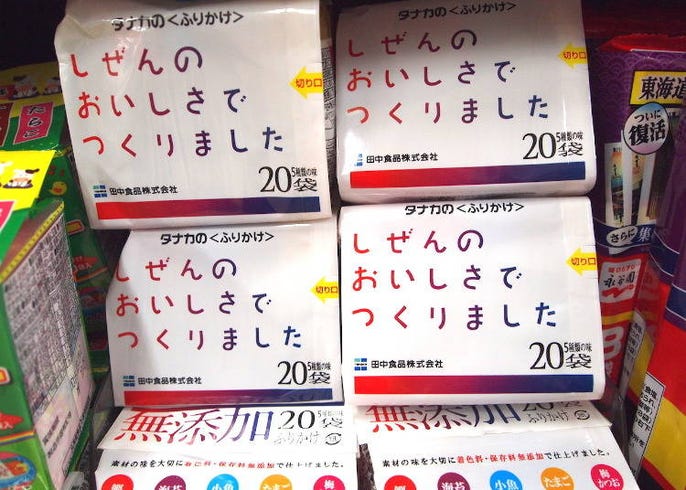 タナカの<ふりかけ>
しぜんの
おいしさで
つくりました
切り口
5種類の味
20袋
田中食品株式会社
タナカの<ふりかけ>
しぜんの
おいしさで
つくりました
切り口
5種類の味
20袋
田中食品株式会社
タナカの<ふりかけ>
しぜんの
おいしさで
つくりました
切り口
5種類の味
20袋
田中食品株式会社
タナカの<ふりかけ>
しぜんの
おいしさで
つくりました
切り口
5種類の味
20袋
田中食品株式会社
無添加
20袋
ふりかけ
素材の味を大切に着色料・保存料無添加で仕上げました。
鰹
海苔
小魚
たまご
梅
無添加
20袋
ふりかけ
素材の味を大切に着色料・保存料無添加で仕上げました。
鰹
海苔
小魚
たまご
梅かつお
東海道
ついに
復活
さらに
永谷園
たらこ